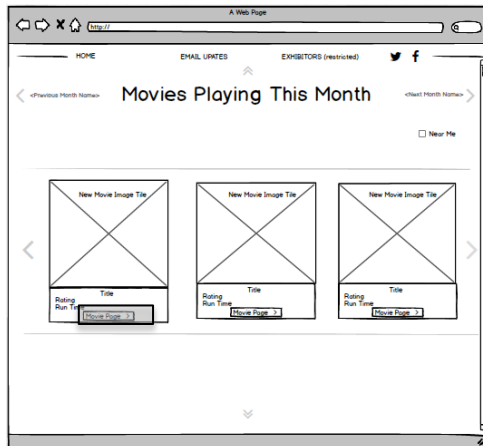 A Web Page
http://
HOME EMAIL UPATES EXHIBITORS (restricted)
<Previous Month Name> Movies Playing This Month <Next Month Name>
Near Me
New Movie Image Tile New Movie Image Tile New Movie Image Tile
Title Title Title
Rating Rating Rating
Run Time Run Time Run Time
Movie Page > Movie Page > Movie Page >